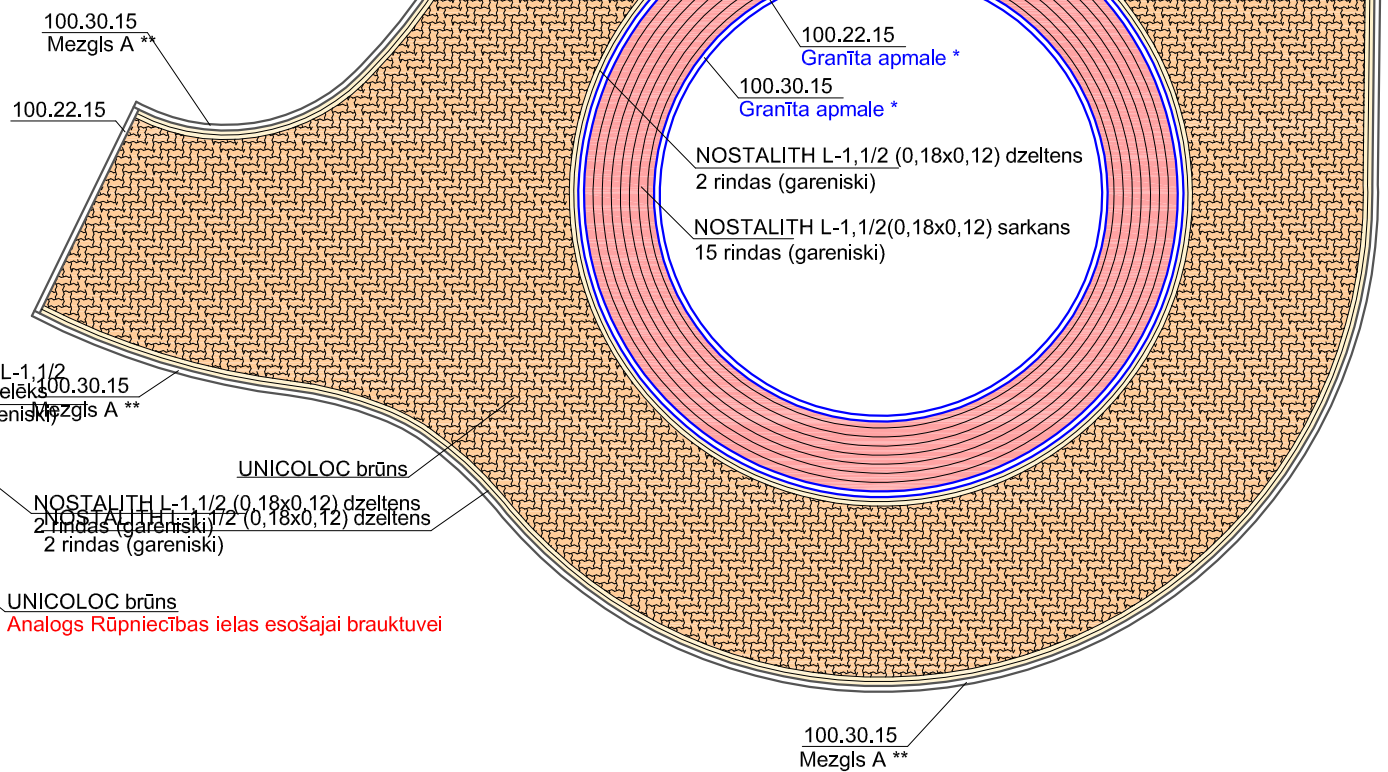 100.30.15
Mezgls A **
100.22.15
100.22.15
Granīta apmale *
100.30.15
Granīta apmale *
NOSTALITH L-1,1/2 (0,18x0,12) dzeltens
2 rindas (gareniski)
NOSTALITH L-1,1/2(0,18x0,12) sarkans
15 rindas (gareniski)
L-1,1/2
elēks
eniski)
100.30.15
Mezgls A **
UNICOLOC brūns
NOSTALITH L-1,1/2 (0,18x0,12) dzeltens
2 rindas (gareniski)
NOSTALITH L-1,1/2 (0,18x0,12) dzeltens
2 rindas (gareniski)
UNICOLOC brūns
Analogs Rūpniecības ielas esošajai brauktuvei
100.30.15
Mezgls A **